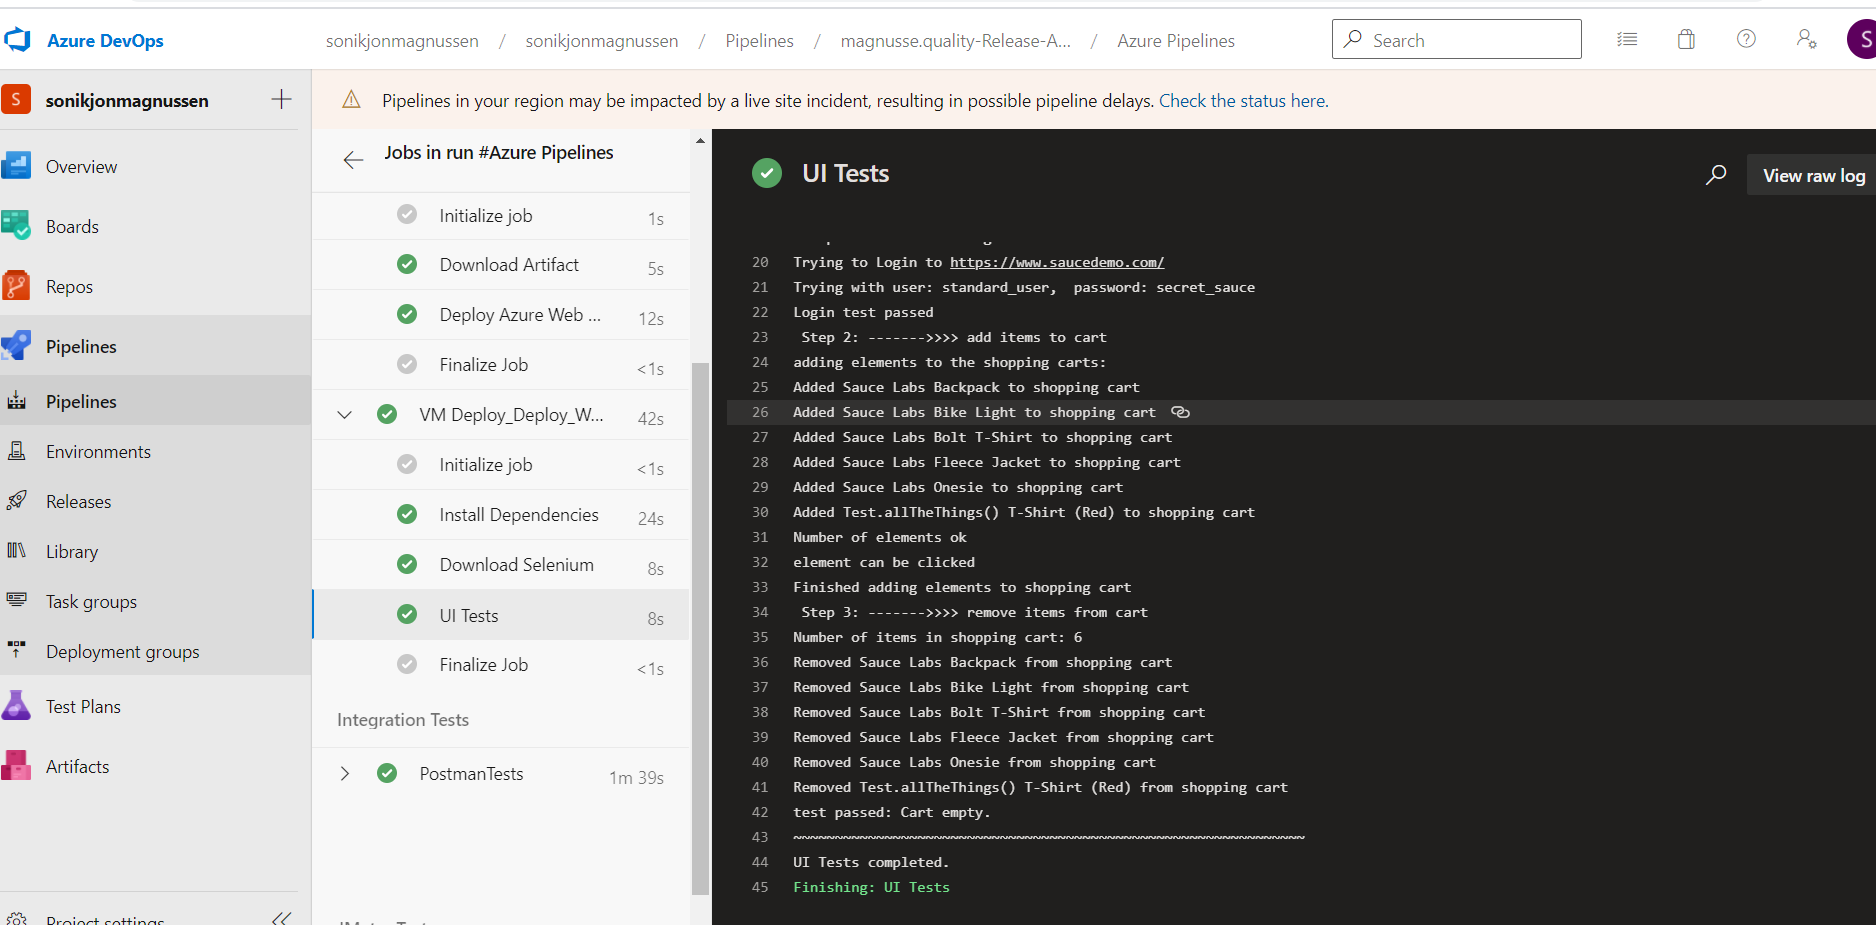 Azure DevOps
sonikjonmagnussen / sonikjonmagnussen / Pipelines / magnusse.quality-Release-A... / Azure Pipelines
Search
S
S sonikjonmagnussen
Overview
Boards
Repos
Pipelines
Pipelines
Environments
Releases
Library
Task groups
Deployment groups
Test Plans
Artifacts
Project settings
Pipelines in your region may be impacted by a live site incident, resulting in possible pipeline delays. Check the status here.
Jobs in run #Azure Pipelines
Initialize job 1s
Download Artifact 5s
Deploy Azure Web ... 12s
Finalize Job <1s
VM Deploy_Deploy_W... 42s
Initialize job <1s
Install Dependencies 24s
Download Selenium 8s
UI Tests 8s
Finalize Job <1s
Integration Tests
PostmanTests 1m 39s
UI Tests
View raw log
20 Trying to Login to https://www.saucedemo.com/
21 Trying with user: standard_user,  password: secret_sauce
22 Login test passed
23  Step 2: ------->>>> add items to cart
24 adding elements to the shopping carts:
25 Added Sauce Labs Backpack to shopping cart
26 Added Sauce Labs Bike Light to shopping cart
27 Added Sauce Labs Bolt T-Shirt to shopping cart
28 Added Sauce Labs Fleece Jacket to shopping cart
29 Added Sauce Labs Onesie to shopping cart
30 Added Test.allTheThings() T-Shirt (Red) to shopping cart
31 Number of elements ok
32 element can be clicked
33 Finished adding elements to shopping cart
34  Step 3: ------->>>> remove items from cart
35 Number of items in shopping cart: 6
36 Removed Sauce Labs Backpack from shopping cart
37 Removed Sauce Labs Bike Light from shopping cart
38 Removed Sauce Labs Bolt T-Shirt from shopping cart
39 Removed Sauce Labs Fleece Jacket from shopping cart
40 Removed Sauce Labs Onesie from shopping cart
41 Removed Test.allTheThings() T-Shirt (Red) from shopping cart
42 test passed: Cart empty.
43 ~~~~~~~~~~~~~~~~~~~~~~~~~~~~~~~~~~~~~~~~~~~~~~~~~~~~~~~~~~~~~~
44 UI Tests completed.
45 Finishing: UI Tests